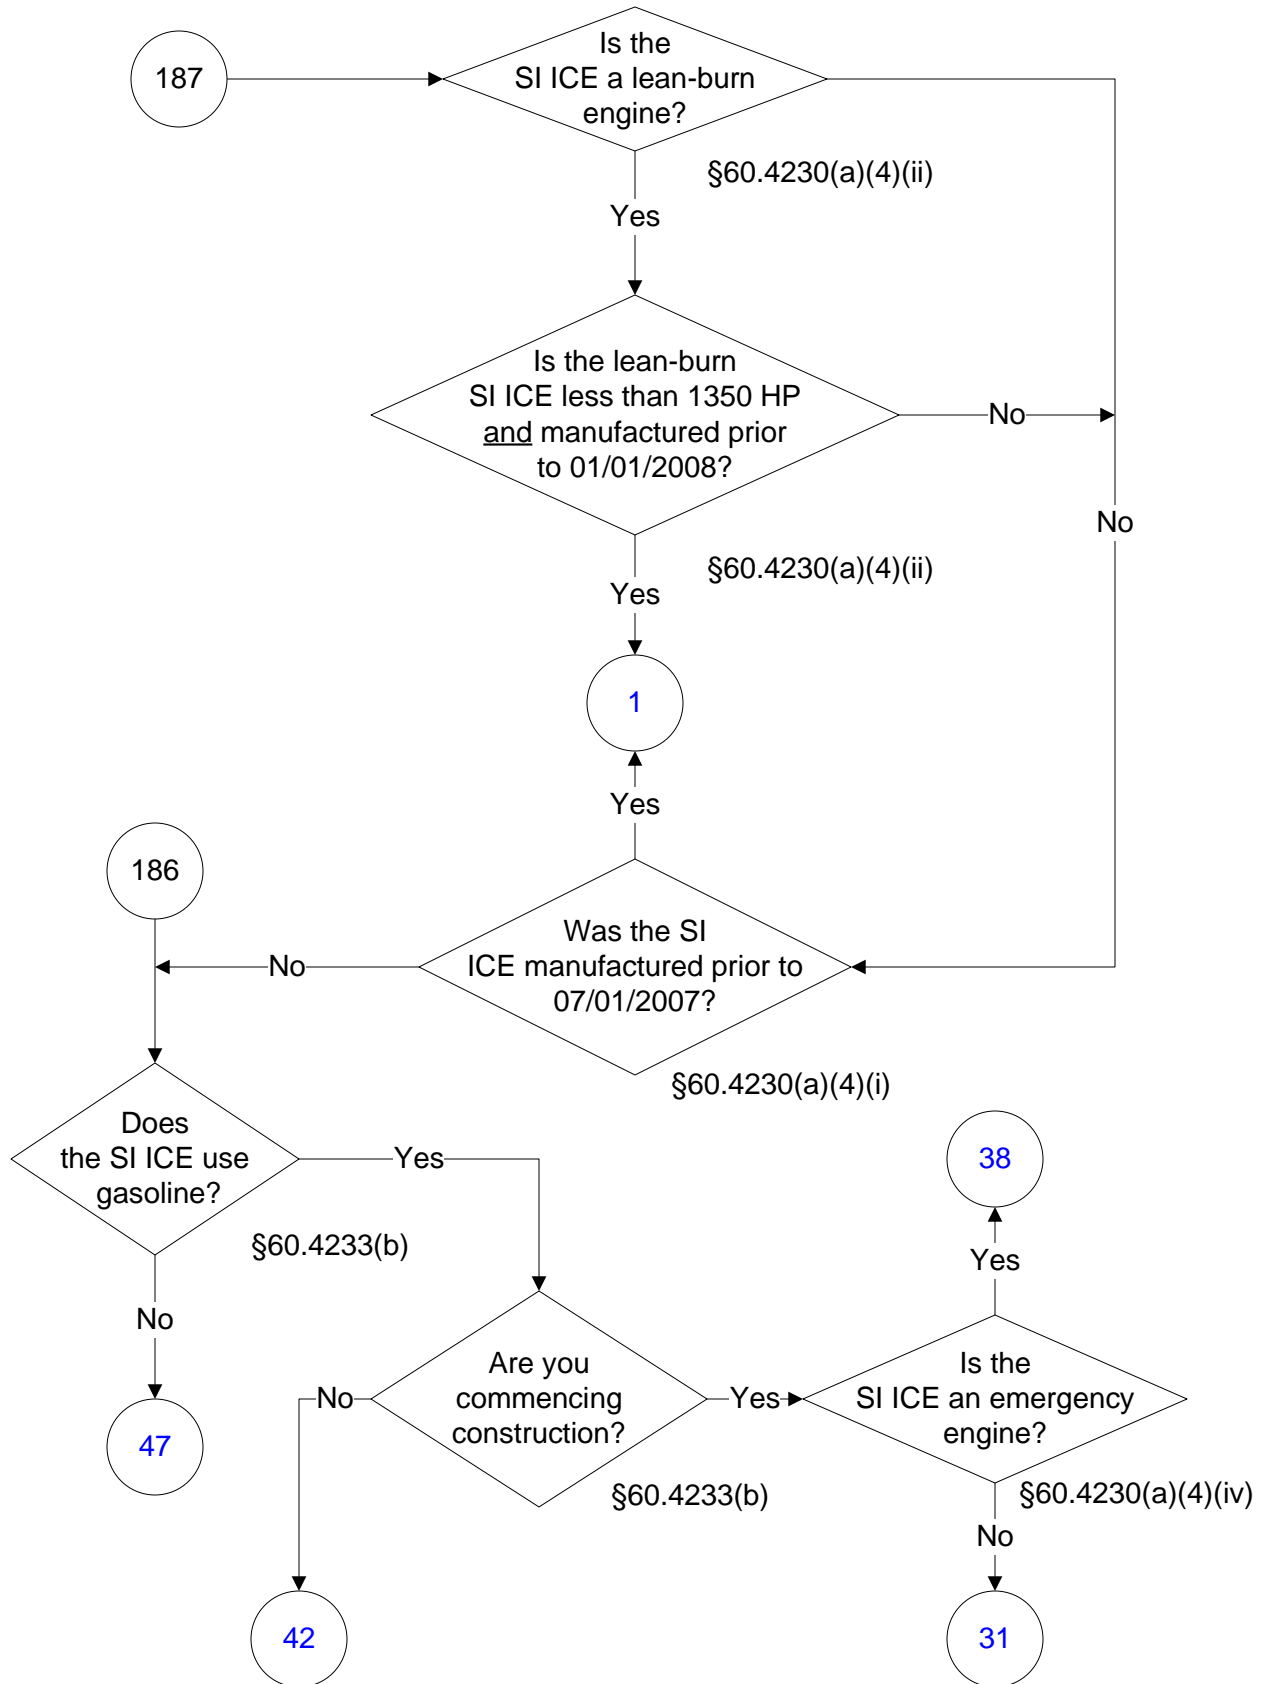 187
Is the
SI ICE a lean-burn
engine?
§60.4230(a)(4)(ii)
Yes
Is the lean-burn
SI ICE less than 1350 HP
and manufactured prior
to 01/01/2008?
No
No
§60.4230(a)(4)(ii)
Yes
1
Yes
186
Was the SI
ICE manufactured prior to
07/01/2007?
No
§60.4230(a)(4)(i)
Does
the SI ICE use
gasoline?
Yes
§60.4233(b)
No
47
38
Yes
Are you
commencing
construction?
No
Yes
§60.4233(b)
Is the
SI ICE an emergency
engine?
§60.4230(a)(4)(iv)
No
42
31